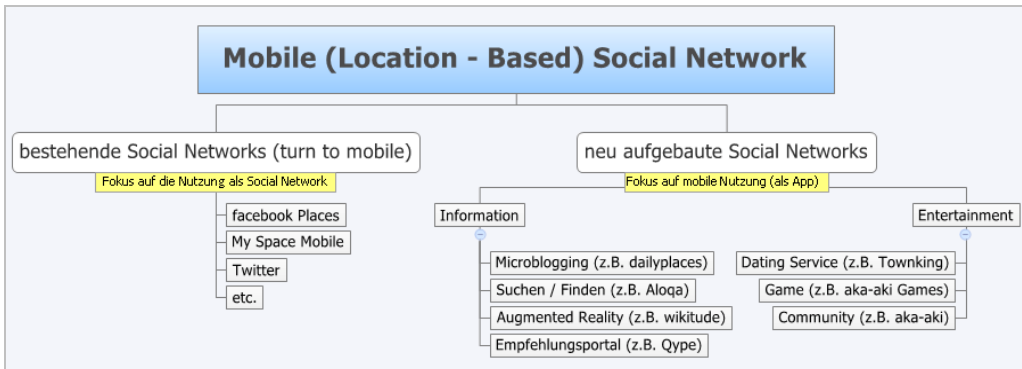 Mobile (Location - Based) Social Network
bestehende Social Networks (turn to mobile)
Fokus auf die Nutzung als Social Network
facebook Places
My Space Mobile
Twitter
etc.
neu aufgebaute Social Networks
Fokus auf mobile Nutzung (als App)
Information
Microblogging (z.B. dailyplaces)
Suchen / Finden (z.B. Aloqa)
Augmented Reality (z.B. wikitude)
Empfehlungsportal (z.B. Qype)
Entertainment
Dating Service (z.B. Townking)
Game (z.B. aka-aki Games)
Community (z.B. aka-aki)